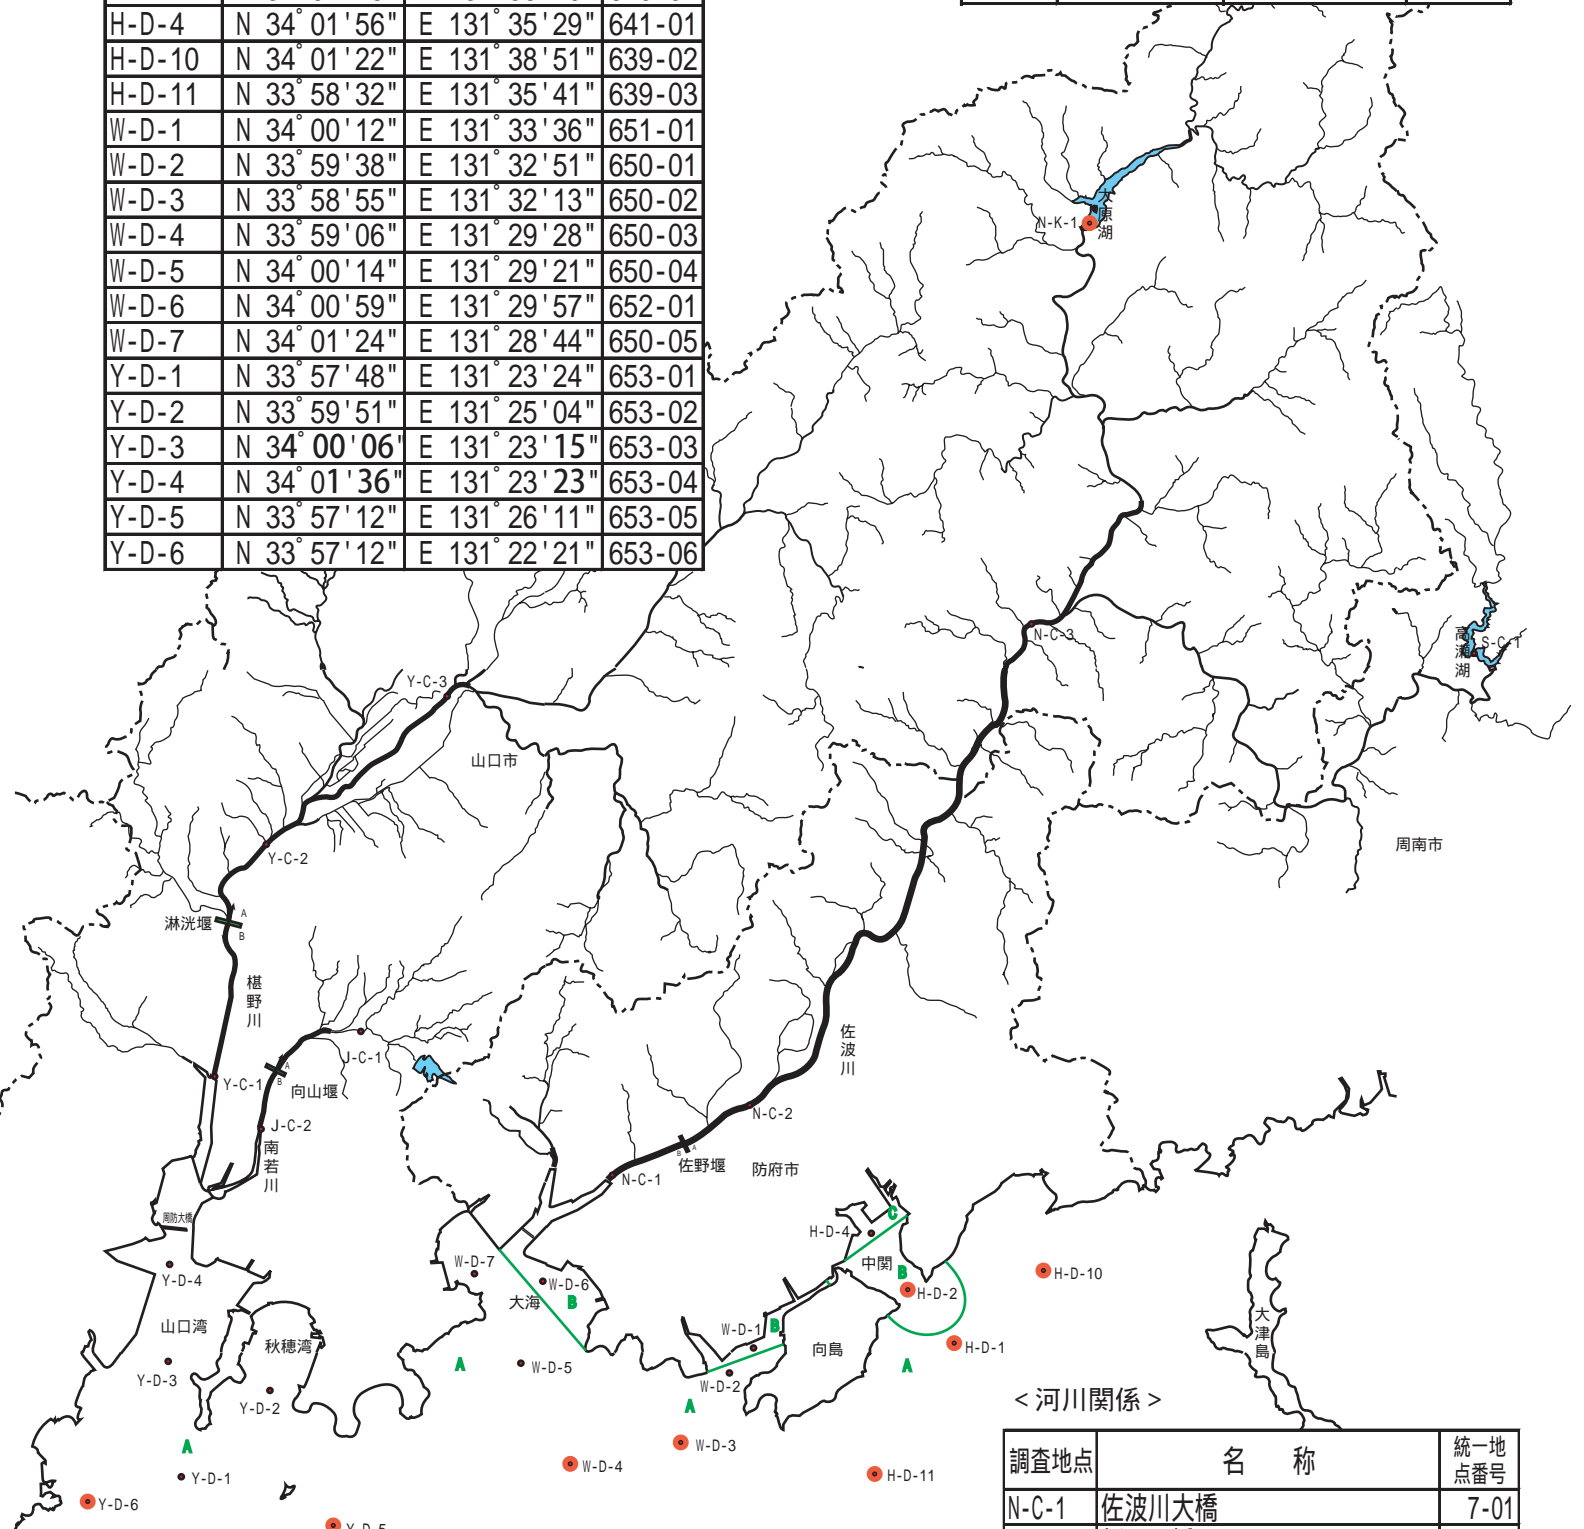 H-D-4 N 34°01'56" E 131°35'29" 641-01
H-D-10 N 34°01'22" E 131°38'51" 639-02
H-D-11 N 33°58'32" E 131°35'41" 639-03
W-D-1 N 34°00'12" E 131°33'36" 651-01
W-D-2 N 33°59'38" E 131°32'51" 650-01
W-D-3 N 33°58'55" E 131°32'13" 650-02
W-D-4 N 33°59'06" E 131°29'28" 650-03
W-D-5 N 34°00'14" E 131°29'21" 650-04
W-D-6 N 34°00'59" E 131°29'57" 652-01
W-D-7 N 34°01'24" E 131°28'44" 650-05
Y-D-1 N 33°57'48" E 131°23'24" 653-01
Y-D-2 N 33°59'51" E 131°25'04" 653-02
Y-D-3 N 34°00'06" E 131°23'15" 653-03
Y-D-4 N 34°01'36" E 131°23'23" 653-04
Y-D-5 N 33°57'12" E 131°26'11" 653-05
Y-D-6 N 33°57'12" E 131°22'21" 653-06
N-K-1
原湖
N-C-3
高瀬湖
S-C-1
Y-C-3
山口市
Y-C-2
周南市
淋洸堰
A
B
椹野川
佐波川
J-C-1
Y-C-1
A
B
向山堰
J-C-2
南若川
N-C-2
B A
佐野堰
防府市
N-C-1
周防大橋
C
H-D-4
中関
B
H-D-2
H-D-10
W-D-7
W-D-6
大海
B
Y-D-4
山口湾
秋穂湾
W-D-1
B
向島
H-D-1
大津島
A
W-D-5
A
Y-D-3
W-D-2
Y-D-2
A
W-D-3
A
W-D-4
H-D-11
Y-D-1
Y-D-6
Y-D-5
<河川関係>
調査地点 名 称 統一地点番号
N-C-1 佐波川大橋 7-01